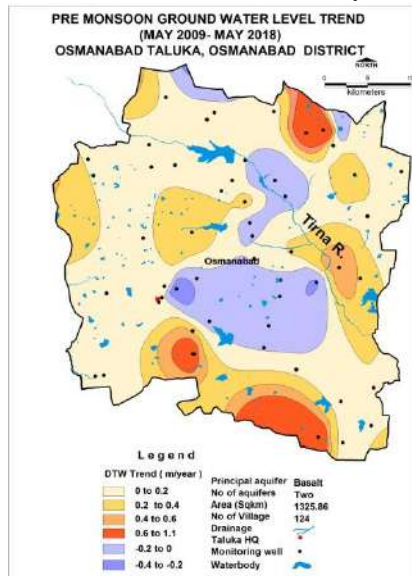 PRE MONSOON GROUND WATER LEVEL TREND
(MAY 2009- MAY 2018)
OSMANABAD TALUKA, OSMANABAD DISTRICT
NORTH
0 5
kilometers
Tirna R.
Osmanabad
Legend
DTW Trend ( m/year )
0 to 0.2
0.2 to 0.4
0.4 to 0.6
0.6 to 1.1
-0.2 to 0
-0.4 to -0.2
Principal aquifer Basalt
No of aquifers Two
Area (Sqkm) 1325.86
No of Village 124
Drainage
Taluka HQ
Monitoring well
Waterbody